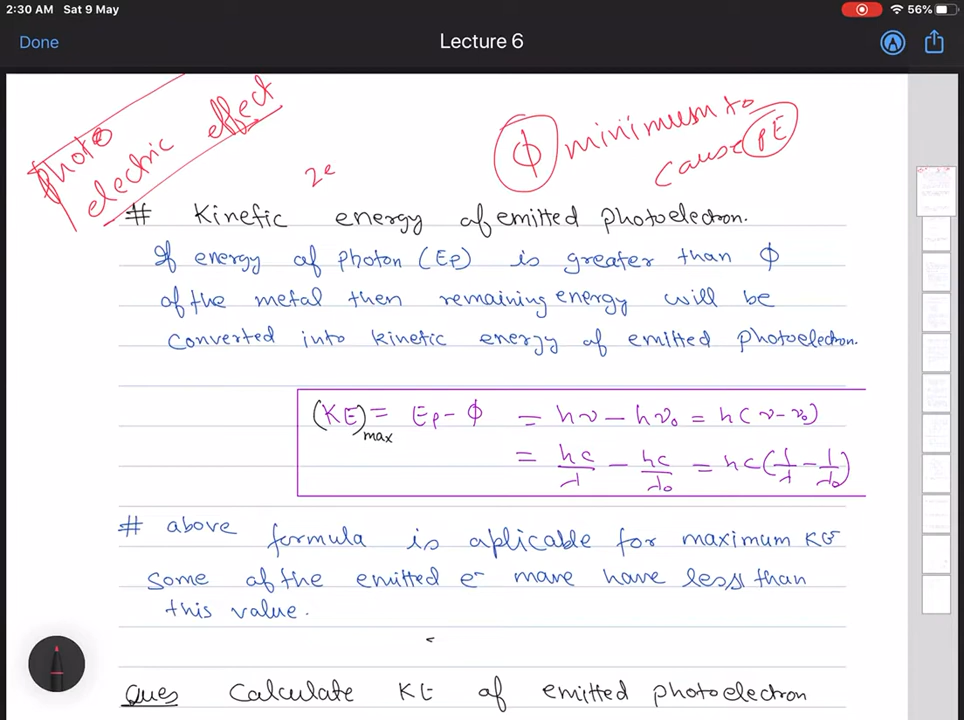 2:30 AM Sat 9 May
56%
Done
Lecture 6
photo
electric effect
Φ minimum to
cause PE
2e
# Kinetic energy of emitted photoelectron.
If energy of photon (Ep) is greater than Φ
of the metal then remaining energy will be
converted into kinetic energy of emitted photoelectron.
(KE)max = Ep - Φ = hν - hν₀ = h(ν - ν₀)
= hc/λ - hc/λ₀ = hc(1/λ - 1/λ₀)
# above formula is aplicable for maximum KE
Some of the emitted e⁻ mare have less than
this value.
Ques Calculate KE of emitted photoelectron